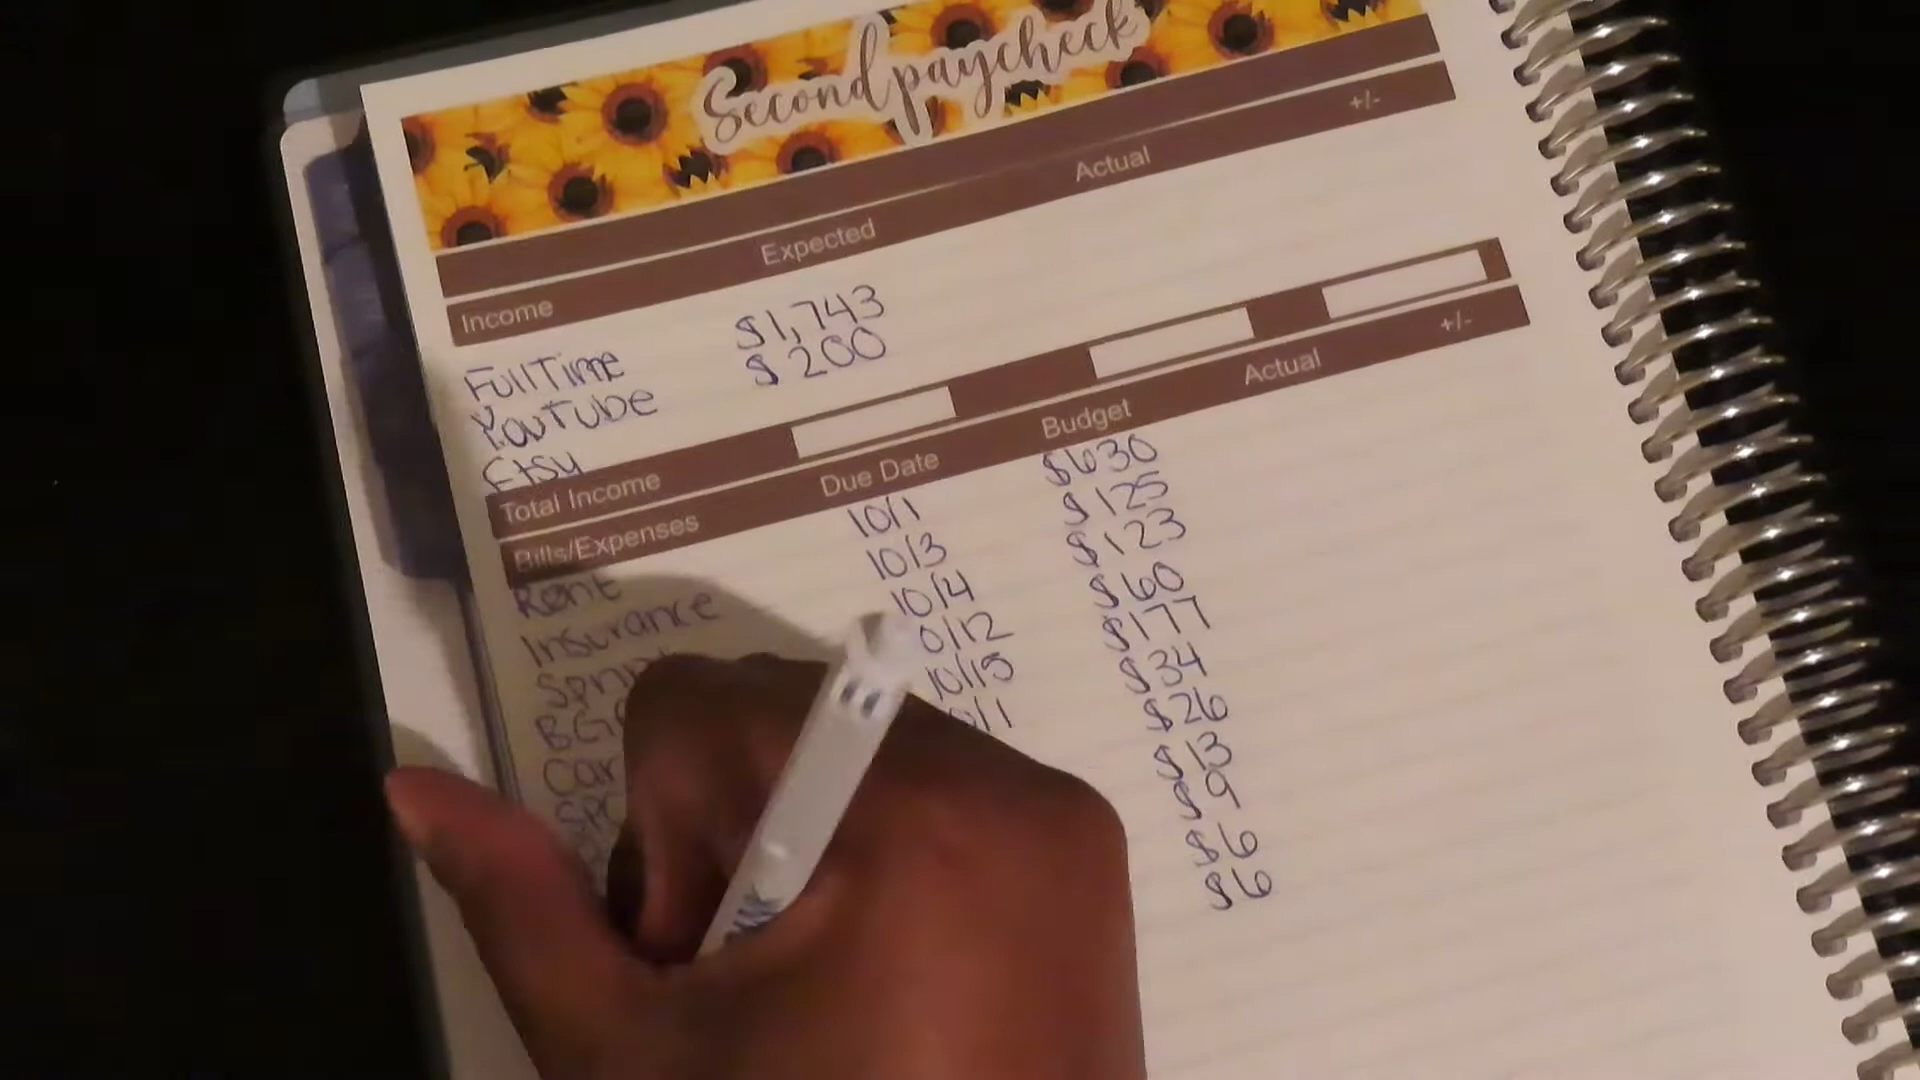 Second paycheck
Income Expected Actual +/-
FullTime $1,743
YouTube $200
Etsy
Total Income
Bills/Expenses Due Date Budget Actual +/-
Rent 10/1 $630
Insurance 10/3 $125
10/4 $123
0/12 $60
Car 10/15 $177
$34
$26
$13
$9
$6
$6